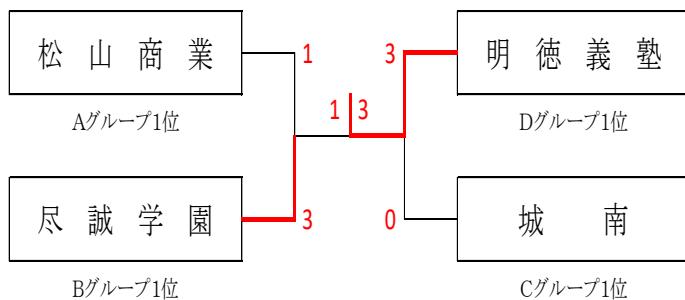 松山商業 1 3 明徳義塾
Aグループ1位 1 3 Dグループ1位
尽誠学園 3 0 城南
Bグループ1位 Cグループ1位